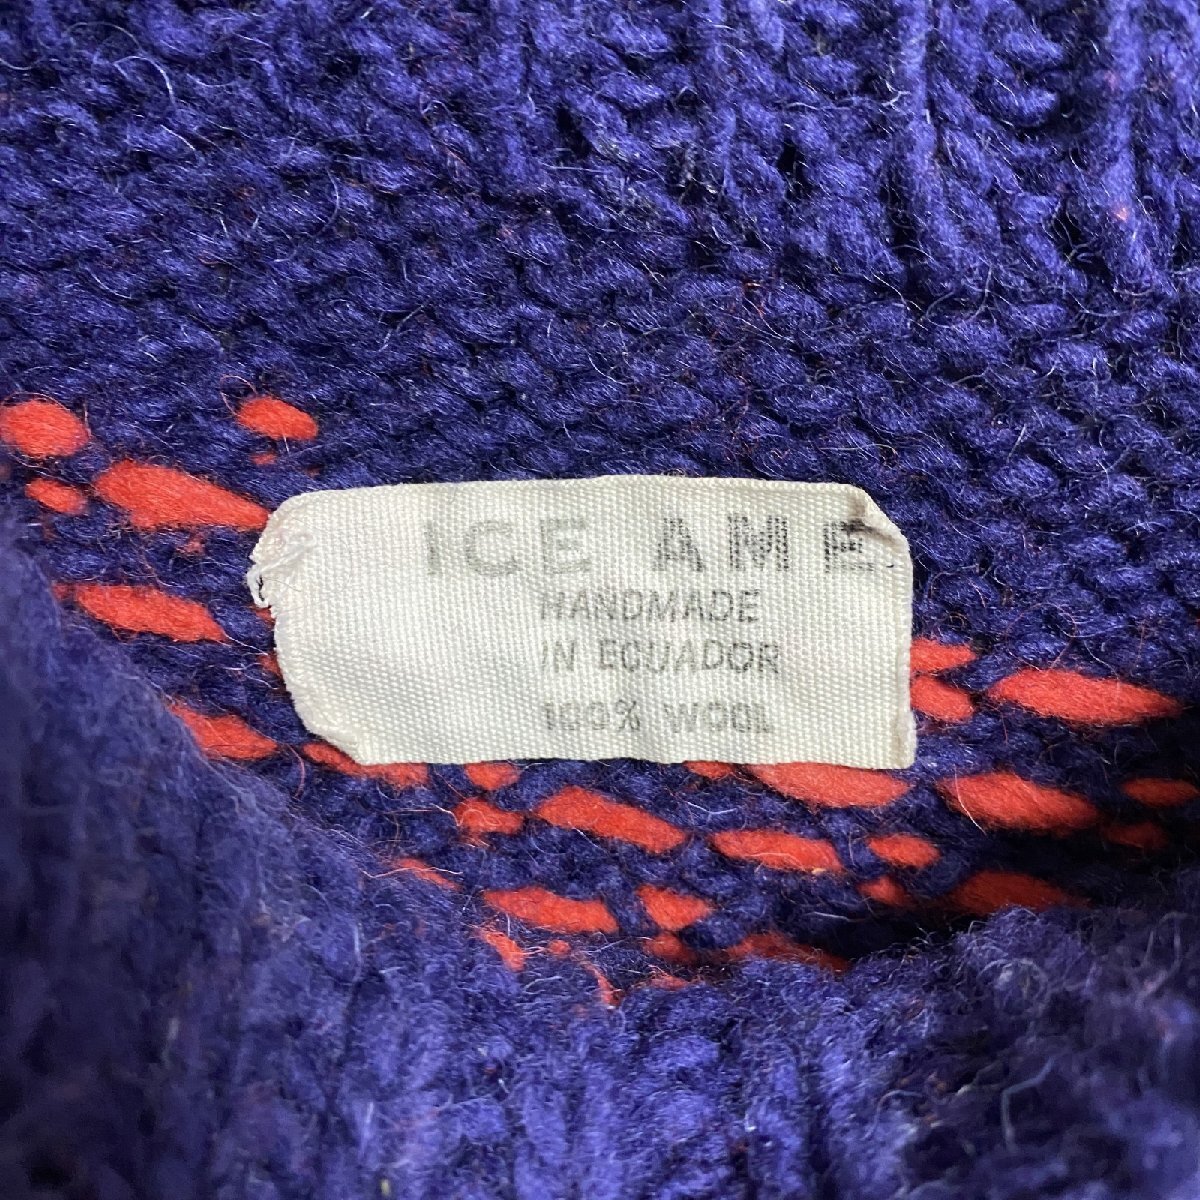 ICE AME
HANDMADE
IN ECUADOR
100% WOOL